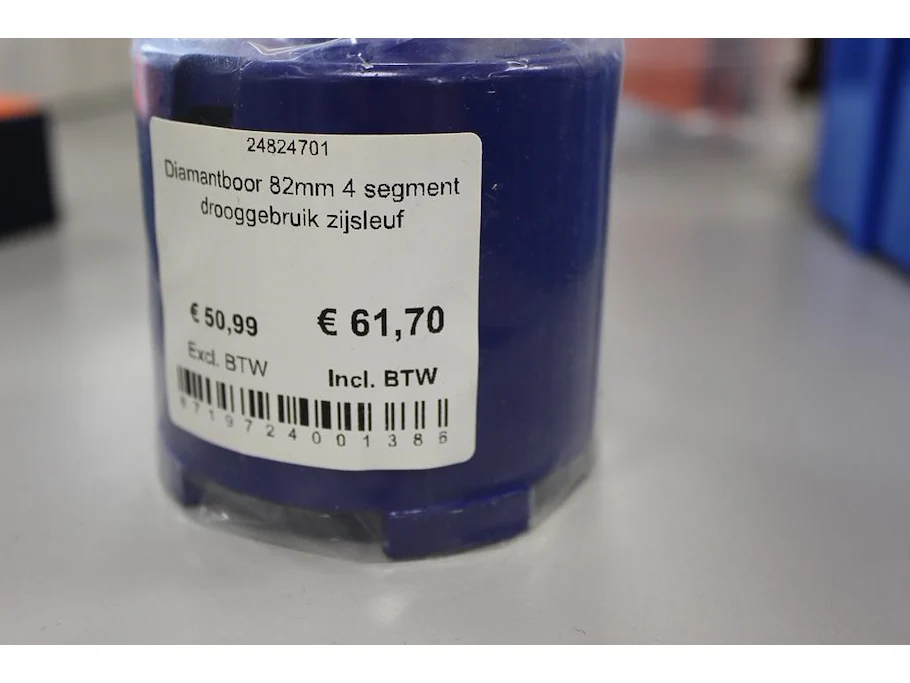 24824701
Diamantboor 82mm 4 segment
drooggebruik zijsleuf
€ 50,99 € 61,70
Excl. BTW Incl. BTW
8719724001386